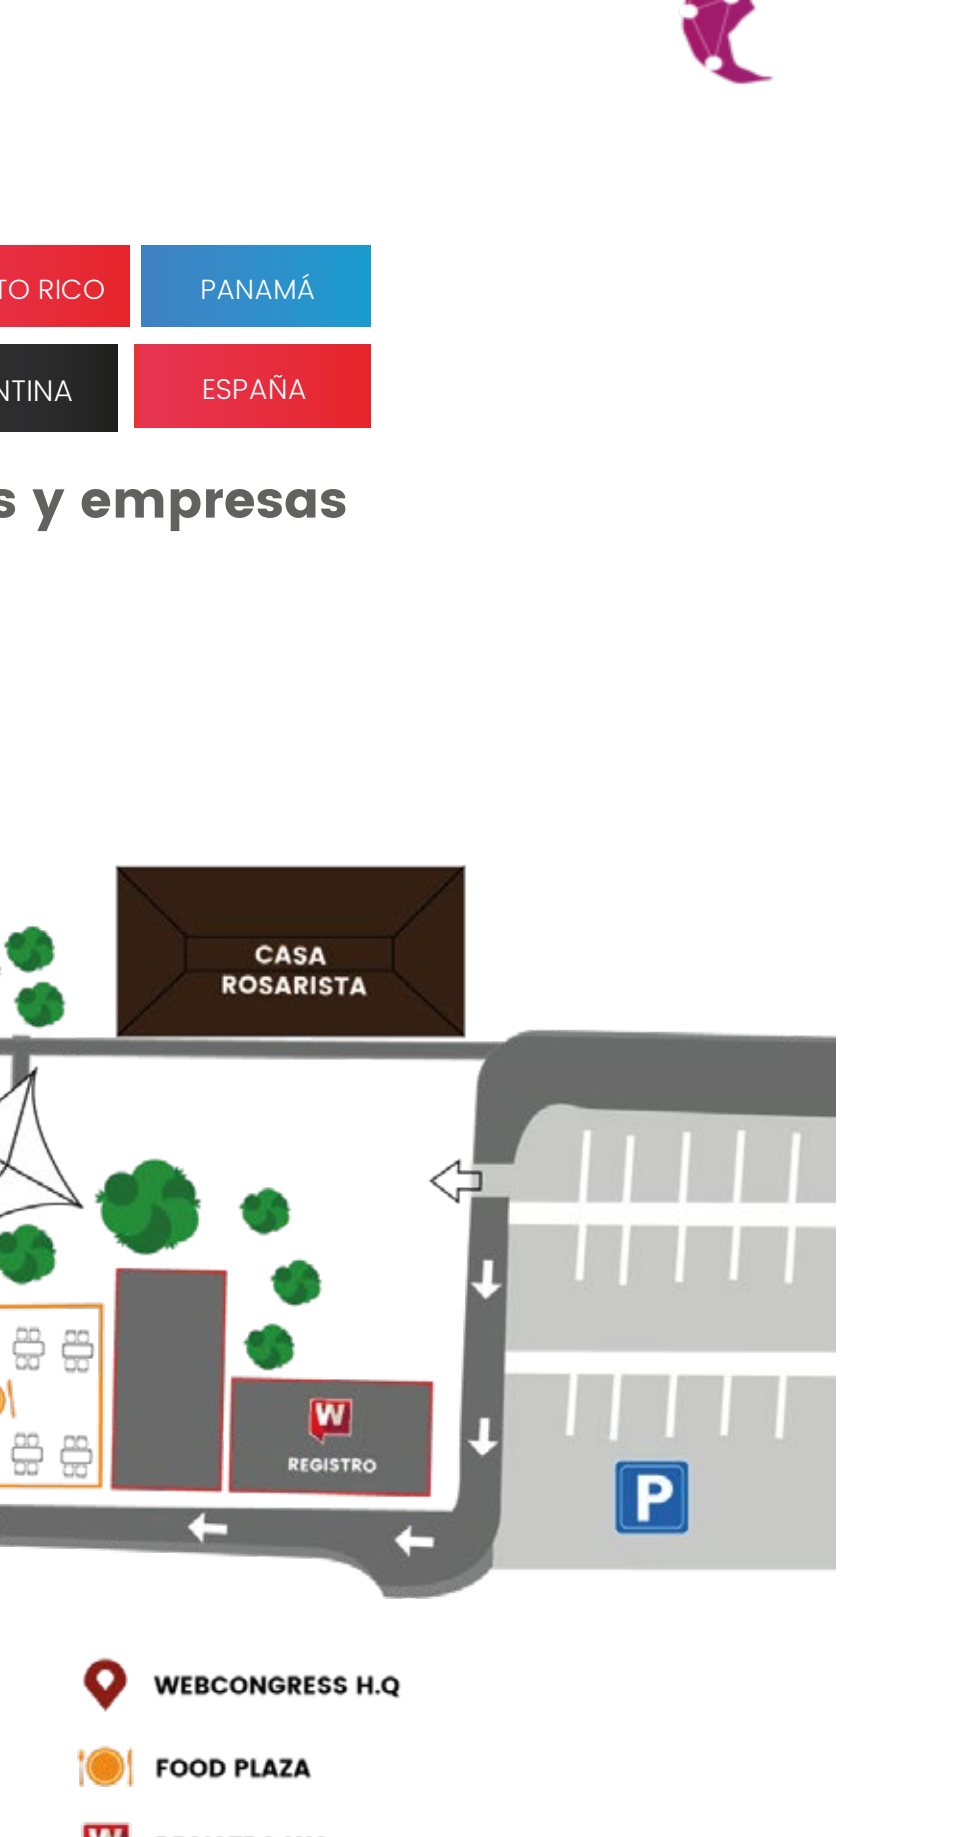 TO RICO
PANAMÁ
NTINA
ESPAÑA
s y empresas
CASA
ROSARISTA
W
REGISTRO
P
WEBCONGRESS H.Q
FOOD PLAZA
W